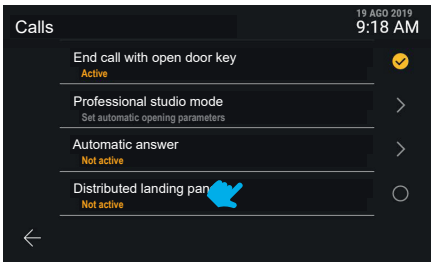 19 AGO 2019
Calls
9:18 AM
End call with open door key
Active
Professional studio mode
Set automatic opening parameters
Automatic answer
Not active
Distributed landing pan
Not active